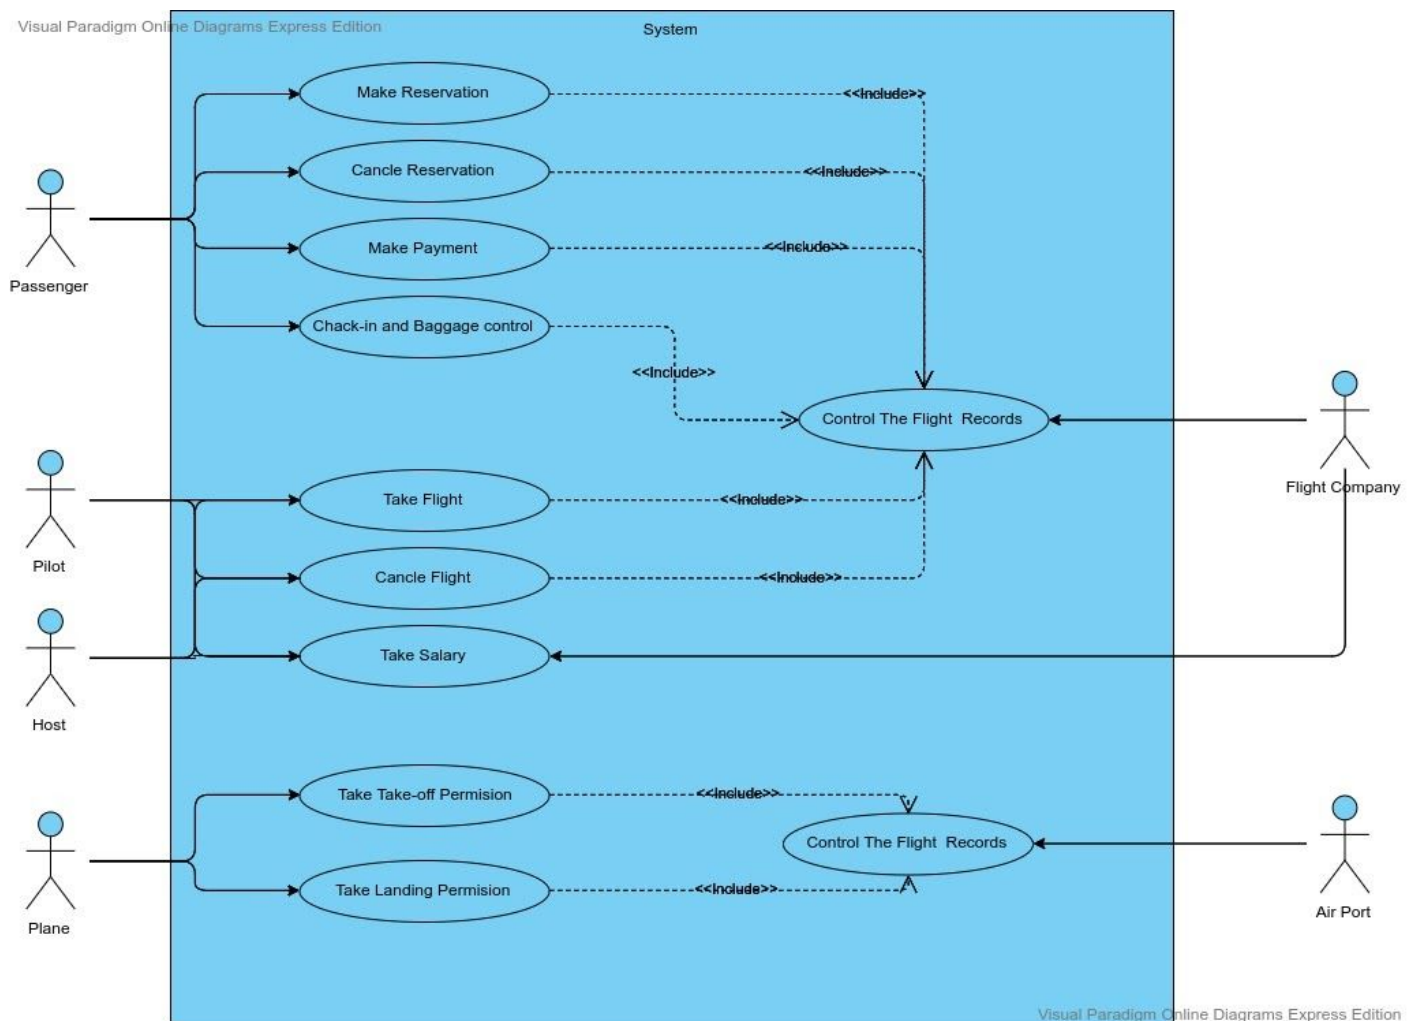 Visual Paradigm Online Diagrams Express Edition
System
Make Reservation
<<Include>>
Cancle Reservation
<<Include>>
Passenger
Make Payment
<<Include>>
Chack-in and Baggage control
<<Include>>
Control The Flight Records
Flight Company
Pilot
Take Flight
<<Include>>
Cancle Flight
<<Include>>
Host
Take Salary
Take Take-off Permision
<<Include>>
Control The Flight Records
Plane
Take Landing Permision
<<Include>>
Air Port
Visual Paradigm Online Diagrams Express Edition